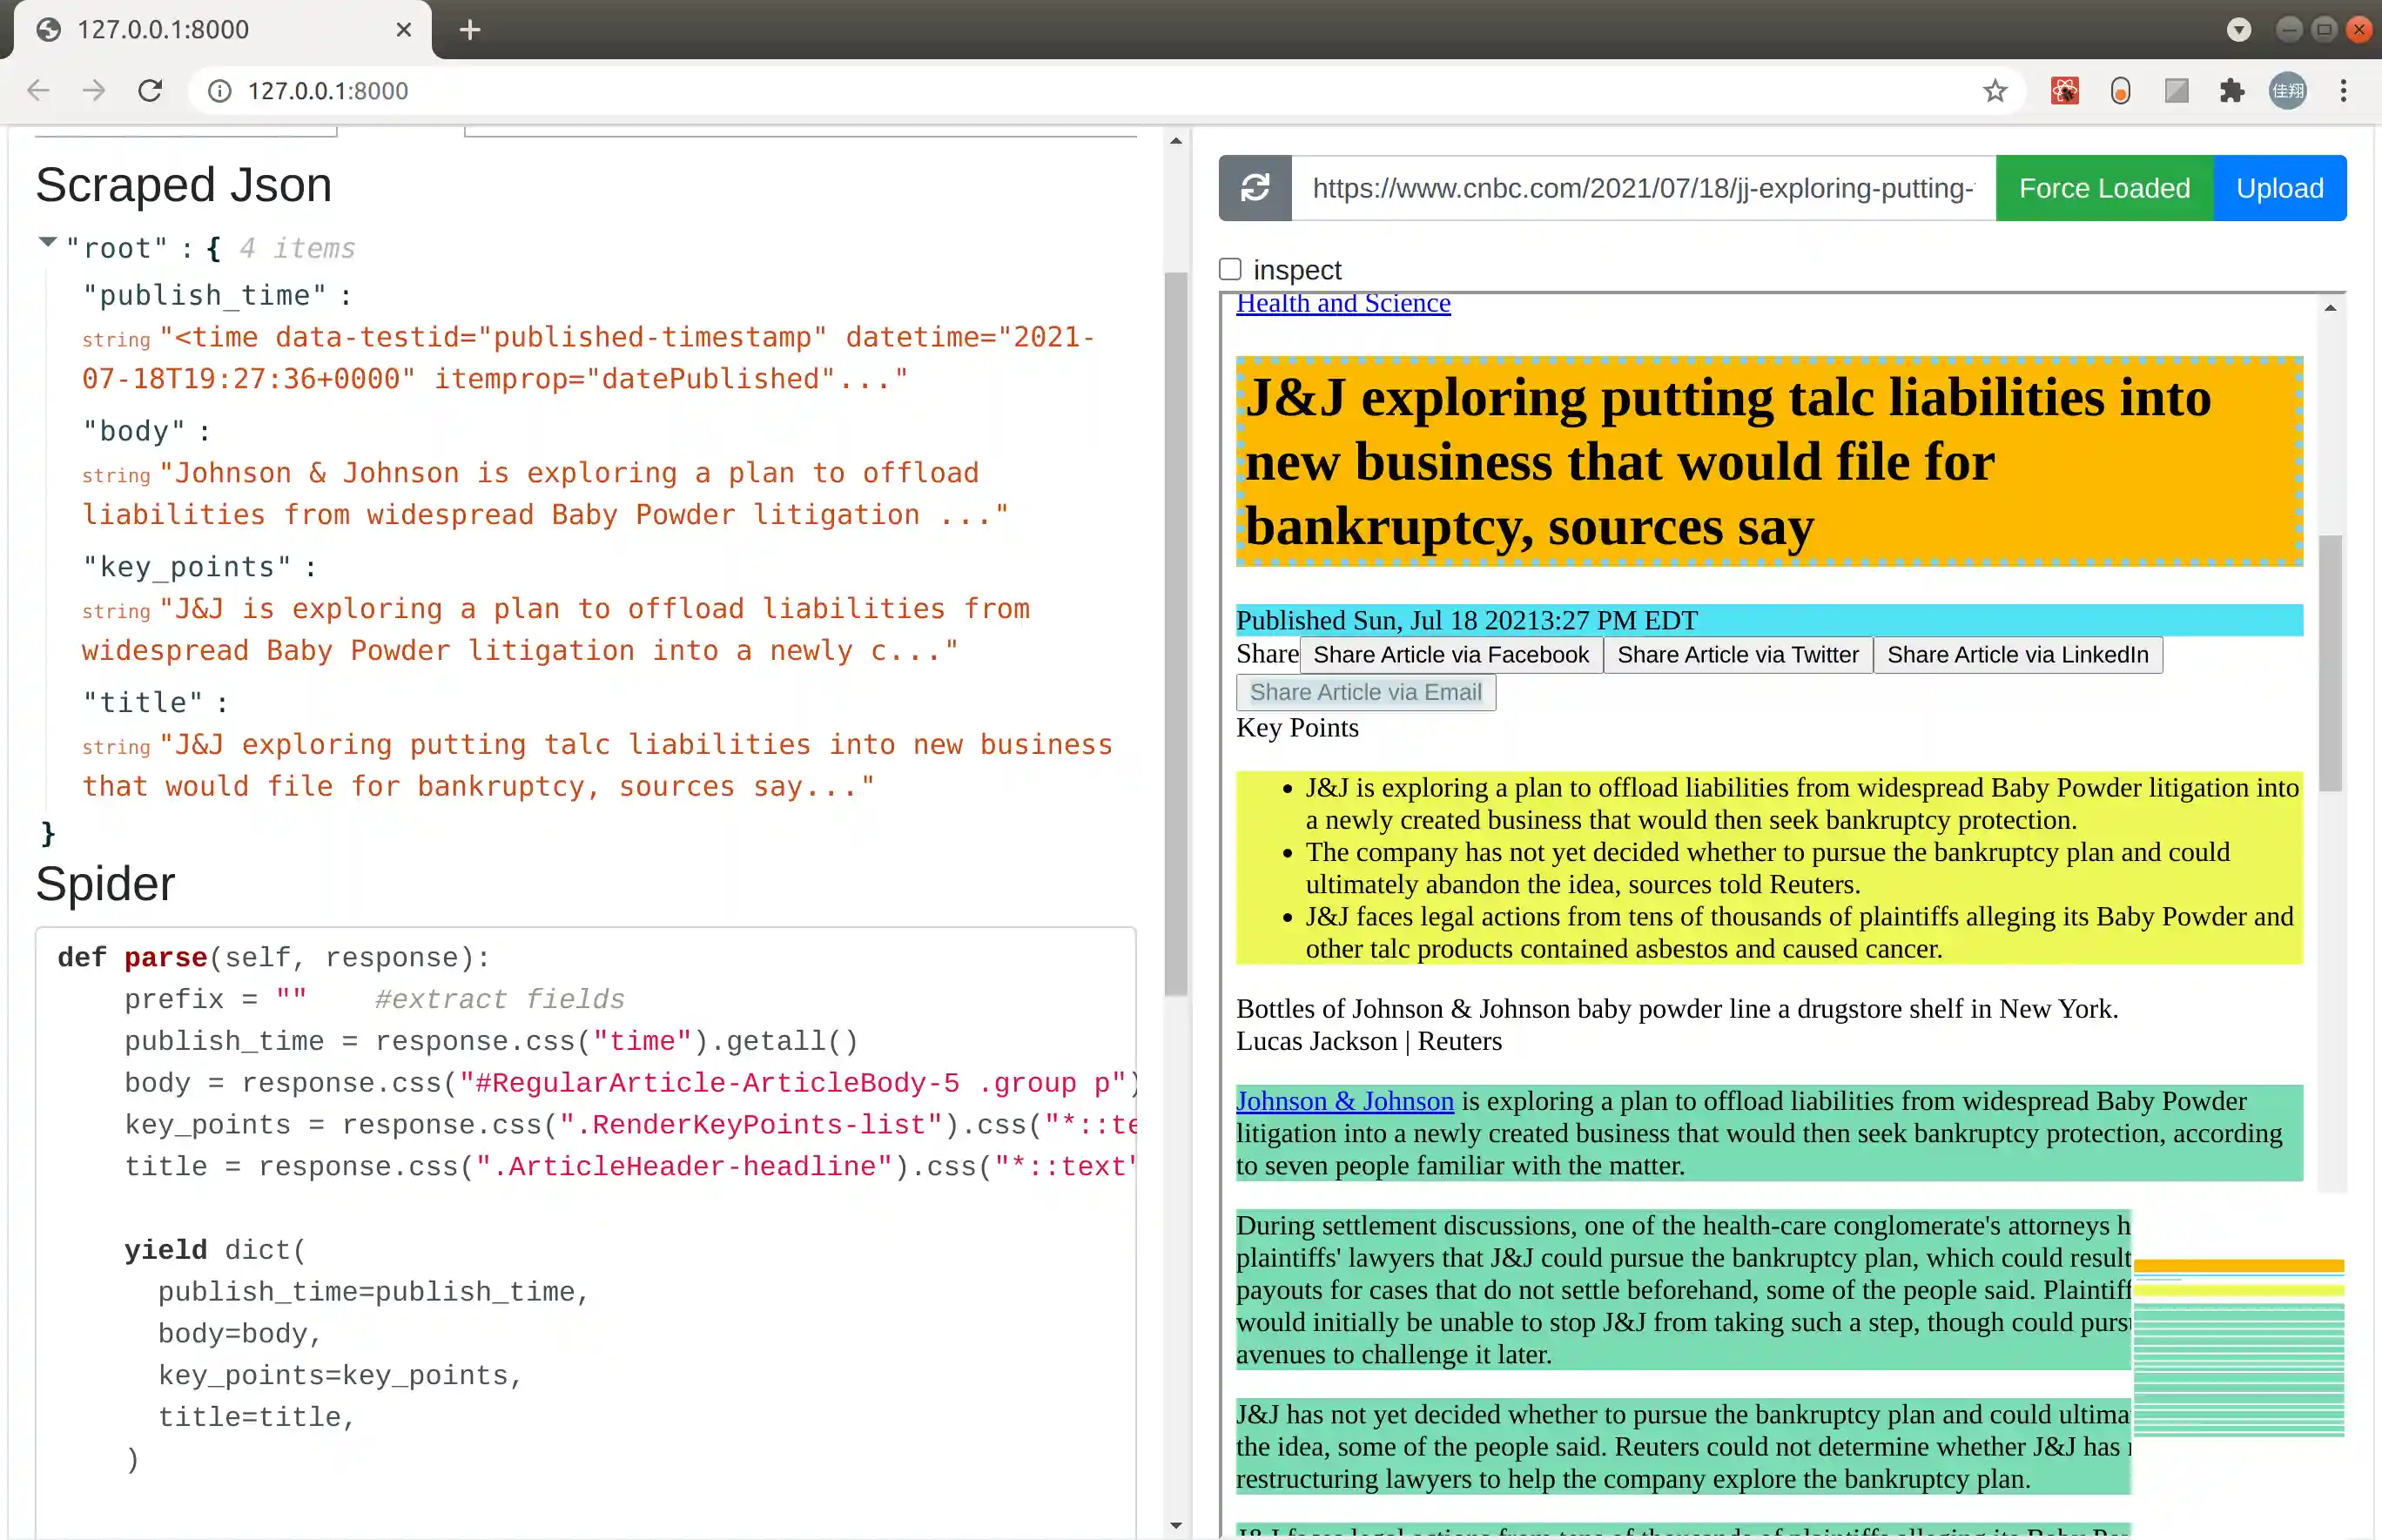 127.0.0.1:8000
127.0.0.1:8000
佳翔
Scraped Json
"root" : { 4 items
"publish_time" :
string "<time data-testid="published-timestamp" datetime="2021-
07-18T19:27:36+0000" itemprop="datePublished"..."
"body" :
string "Johnson & Johnson is exploring a plan to offload
liabilities from widespread Baby Powder litigation ..."
"key_points" :
string "J&J is exploring a plan to offload liabilities from
widespread Baby Powder litigation into a newly c..."
"title" :
string "J&J exploring putting talc liabilities into new business
that would file for bankruptcy, sources say..."
}
Spider
def parse(self, response):
prefix = "" #extract fields
publish_time = response.css("time").getall()
body = response.css("#RegularArticle-ArticleBody-5 .group p")
key_points = response.css(".RenderKeyPoints-list").css("*::te
title = response.css(".ArticleHeader-headline").css("*::text"
yield dict(
publish_time=publish_time,
body=body,
key_points=key_points,
title=title,
)
https://www.cnbc.com/2021/07/18/jj-exploring-putting-
Force Loaded
Upload
inspect
Health and Science
J&J exploring putting talc liabilities into
new business that would file for
bankruptcy, sources say
Published Sun, Jul 18 20213:27 PM EDT
Share Share Article via Facebook Share Article via Twitter Share Article via LinkedIn
Share Article via Email
Key Points
• J&J is exploring a plan to offload liabilities from widespread Baby Powder litigation into
a newly created business that would then seek bankruptcy protection.
• The company has not yet decided whether to pursue the bankruptcy plan and could
ultimately abandon the idea, sources told Reuters.
• J&J faces legal actions from tens of thousands of plaintiffs alleging its Baby Powder and
other talc products contained asbestos and caused cancer.
Bottles of Johnson & Johnson baby powder line a drugstore shelf in New York.
Lucas Jackson | Reuters
Johnson & Johnson is exploring a plan to offload liabilities from widespread Baby Powder
litigation into a newly created business that would then seek bankruptcy protection, according
to seven people familiar with the matter.
During settlement discussions, one of the health-care conglomerate's attorneys h
plaintiffs' lawyers that J&J could pursue the bankruptcy plan, which could result
payouts for cases that do not settle beforehand, some of the people said. Plaintiff
would initially be unable to stop J&J from taking such a step, though could purs
avenues to challenge it later.
J&J has not yet decided whether to pursue the bankruptcy plan and could ultima
the idea, some of the people said. Reuters could not determine whether J&J has
restructuring lawyers to help the company explore the bankruptcy plan.
J&J faces legal actions from tens of thousands of plaintiffs alleging its Baby